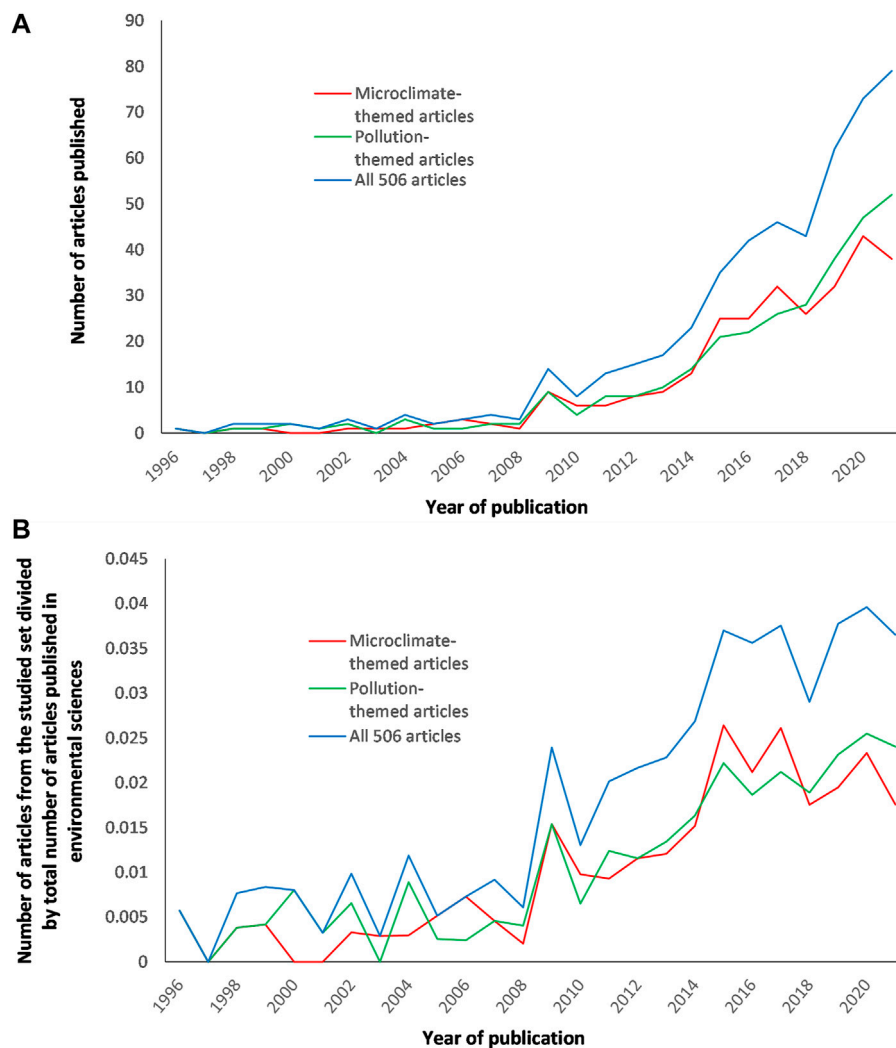 A
90
80
70
60
50
40
30
20
10
0
Number of articles published
Microclimate-
themed articles
Pollution-
themed articles
All 506 articles
1996
1998
2000
2002
2004
2006
2008
2010
2012
2014
2016
2018
2020
Year of publication
B
0.045
0.04
0.035
0.03
0.025
0.02
0.015
0.01
0.005
0
Number of articles from the studied set divided
by total number of articles published in
environmental sciences
Microclimate-
themed articles
Pollution-
themed articles
All 506 articles
1996
1998
2000
2002
2004
2006
2008
2010
2012
2014
2016
2018
2020
Year of publication